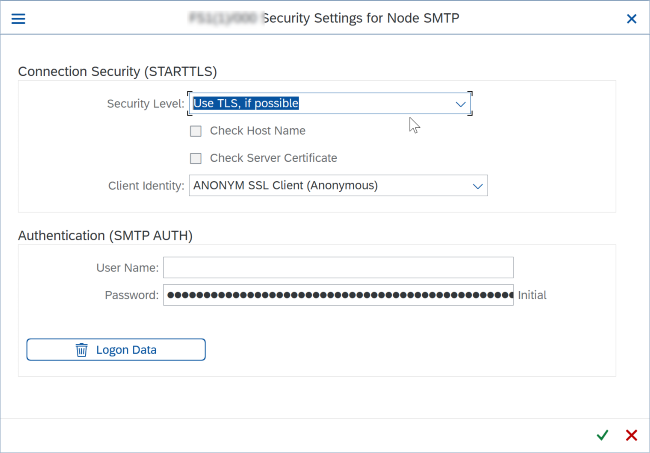 Security Settings for Node SMTP
Connection Security (STARTTLS)
Security Level: Use TLS, if possible
Check Host Name
Check Server Certificate
Client Identity: ANONYM SSL Client (Anonymous)
Authentication (SMTP AUTH)
User Name:
Password: Initial
Logon Data